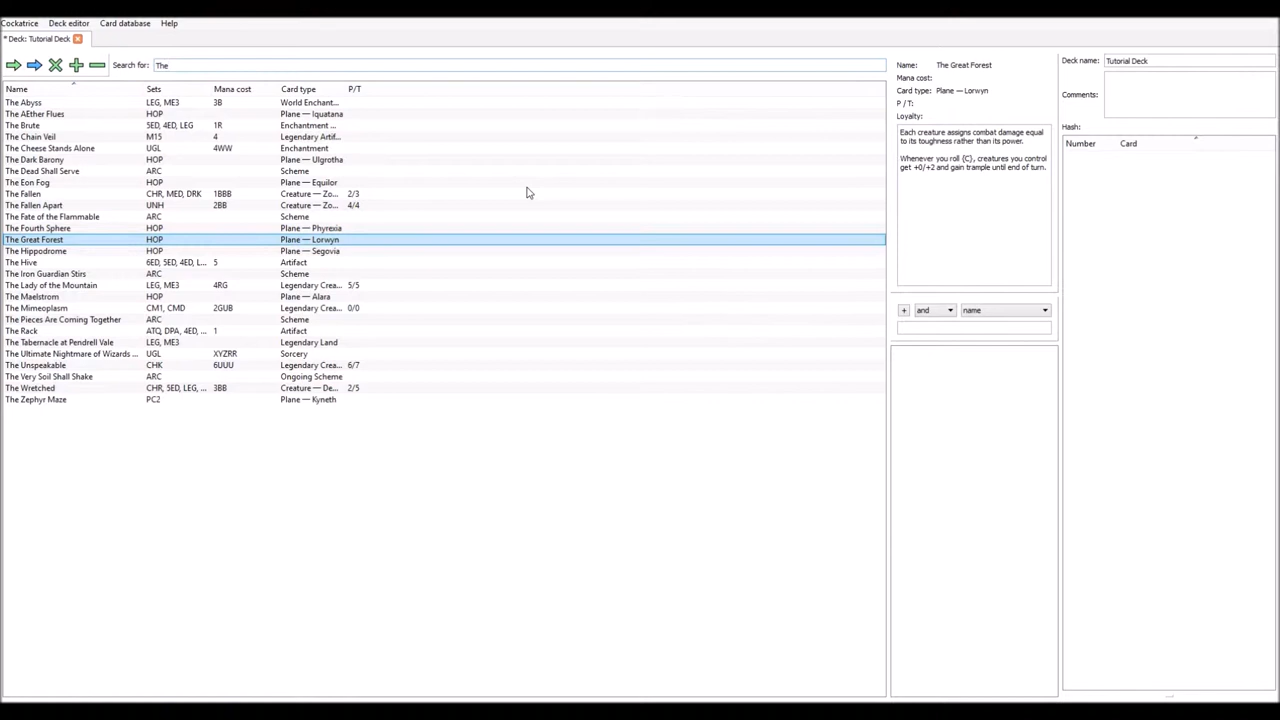 Cockatrice Deck editor Card database Help
* Deck: Tutorial Deck
Search for: The
Name Sets Mana cost Card type P/T
The Abyss LEG, ME3 3B World Enchant...
The AEther Flues HOP Plane — Iquatana
The Brute 5ED, 4ED, LEG 1R Enchantment ...
The Chain Veil M15 4 Legendary Artif...
The Cheese Stands Alone UGL 4WW Enchantment
The Dark Barony HOP Plane — Ulgrotha
The Dead Shall Serve ARC Scheme
The Eon Fog HOP Plane — Equilor
The Fallen CHR, MED, DRK 1BBB Creature — Zo... 2/3
The Fallen Apart UNH 2BB Creature — Zo... 4/4
The Fate of the Flammable ARC Scheme
The Fourth Sphere HOP Plane — Phyrexia
The Great Forest HOP Plane — Lorwyn
The Hippodrome HOP Plane — Segovia
The Hive 6ED, 5ED, 4ED, L... 5 Artifact
The Iron Guardian Stirs ARC Scheme
The Lady of the Mountain LEG, ME3 4RG Legendary Crea... 5/5
The Maelstrom HOP Plane — Alara
The Mimeoplasm CM1, CMD 2GUB Legendary Crea... 0/0
The Pieces Are Coming Together ARC Scheme
The Rack ATQ, DPA, 4ED, ... 1 Artifact
The Tabernacle at Pendrell Vale LEG, ME3 Legendary Land
The Ultimate Nightmare of Wizards ... UGL XYZRR Sorcery
The Unspeakable CHK 6UUU Legendary Crea... 6/7
The Very Soil Shall Shake ARC Ongoing Scheme
The Wretched CHR, 5ED, LEG, ... 3BB Creature — De... 2/5
The Zephyr Maze PC2 Plane — Kyneth
Name: The Great Forest
Mana cost:
Card type: Plane — Lorwyn
P / T:
Loyalty:
Each creature assigns combat damage equal
to its toughness rather than its power.
Whenever you roll {C}, creatures you control
get +0/+2 and gain trample until end of turn.
+ and name
Deck name: Tutorial Deck
Comments:
Hash:
Number Card